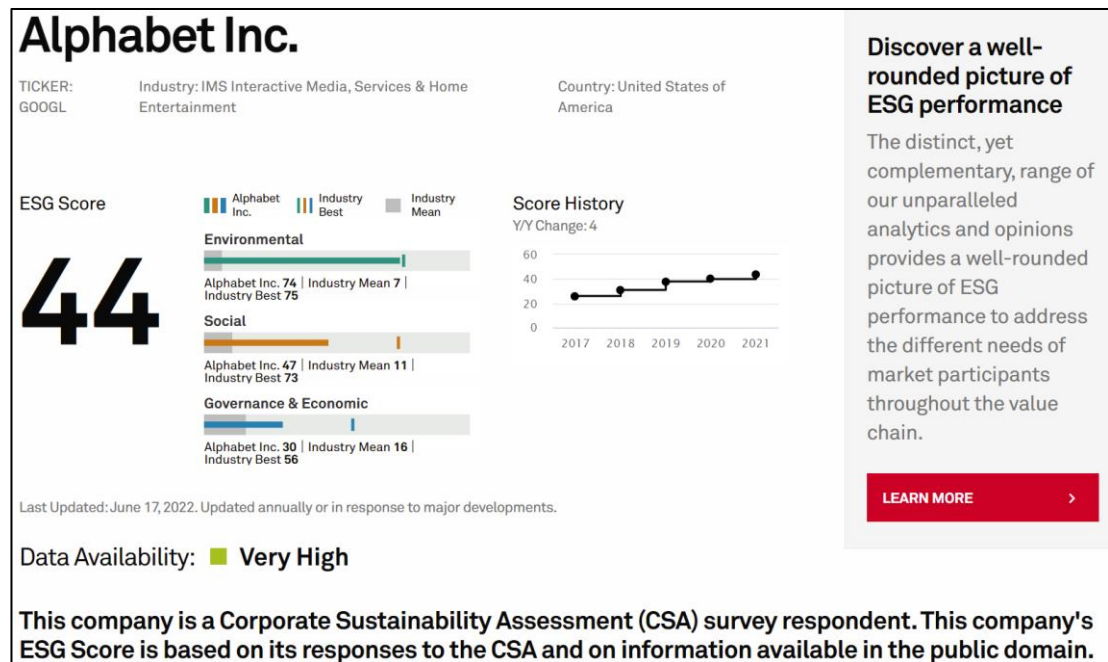 Alphabet Inc.
TICKER:
GOOGL
Industry: IMS Interactive Media, Services & Home
Entertainment
Country: United States of
America
ESG Score
44
Alphabet
Inc.
Industry
Best
Industry
Mean
Environmental
Alphabet Inc. 74 | Industry Mean 7 |
Industry Best 75
Social
Alphabet Inc. 47 | Industry Mean 11 |
Industry Best 73
Governance & Economic
Alphabet Inc. 30 | Industry Mean 16 |
Industry Best 56
Score History
Y/Y Change: 4
60
40
20
0
2017 2018 2019 2020 2021
Last Updated: June 17, 2022. Updated annually or in response to major developments.
Data Availability: Very High
This company is a Corporate Sustainability Assessment (CSA) survey respondent. This company's
ESG Score is based on its responses to the CSA and on information available in the public domain.
Discover a well-
rounded picture of
ESG performance
The distinct, yet
complementary, range of
our unparalleled
analytics and opinions
provides a well-rounded
picture of ESG
performance to address
the different needs of
market participants
throughout the value
chain.
LEARN MORE